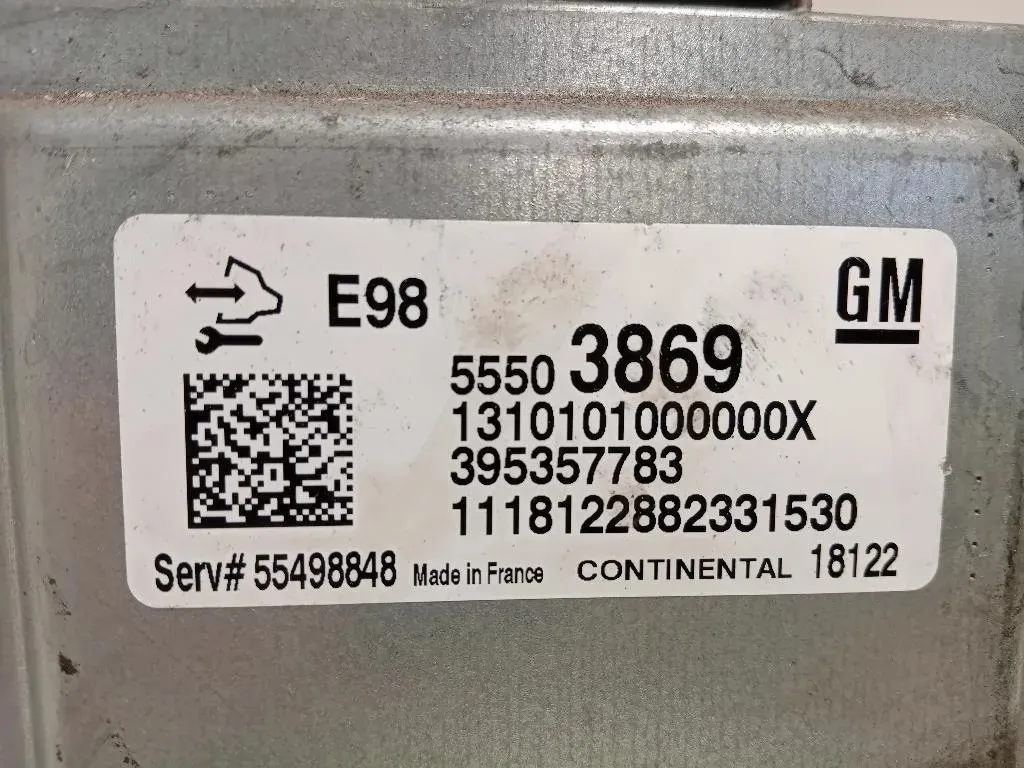 E98
GM
5550 3869
1310101000000X
395357783
1118122882331530
Serv# 55498848 Made in France CONTINENTAL 18122